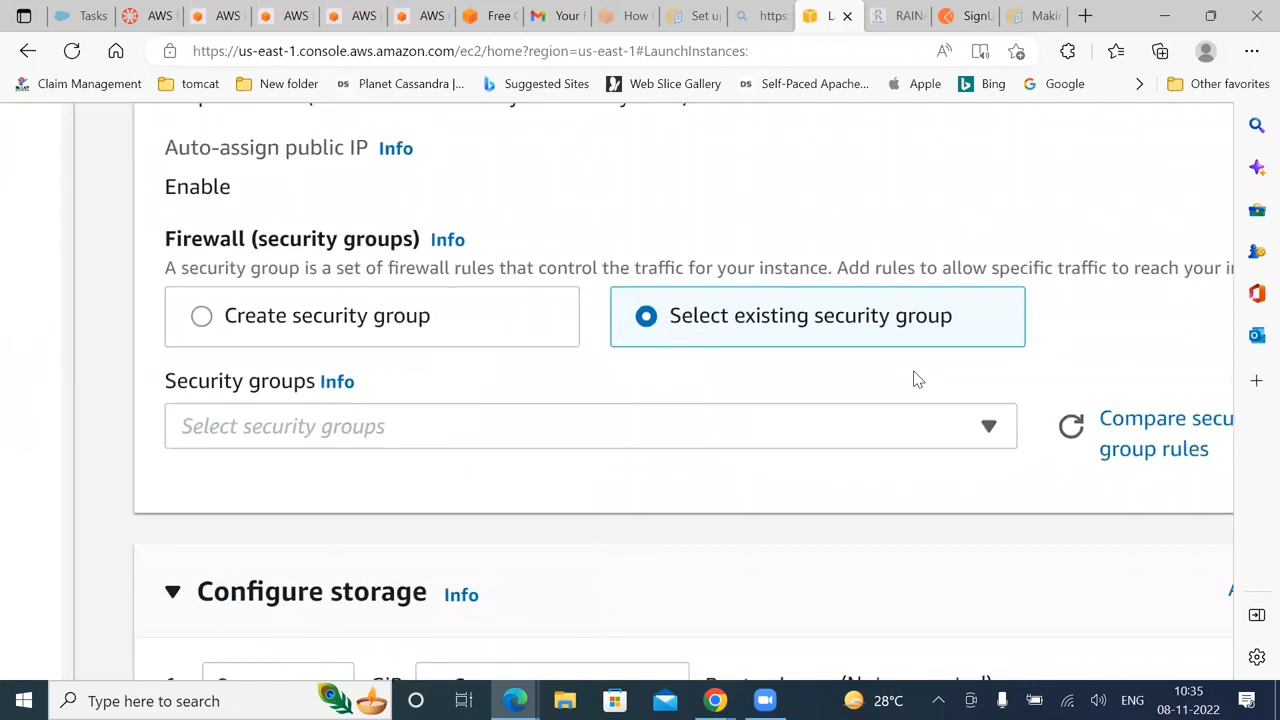 Tasks
AWS
AWS
AWS
AWS
AWS
Free
Your
How
Set u
https:
L
RAIN
SignU
Makin
https://us-east-1.console.aws.amazon.com/ec2/home?region=us-east-1#LaunchInstances:
Claim Management
tomcat
New folder
DS Planet Cassandra |...
Suggested Sites
Web Slice Gallery
DS Self-Paced Apache...
Apple
Bing
Google
Other favorites
Auto-assign public IP Info
Enable
Firewall (security groups) Info
A security group is a set of firewall rules that control the traffic for your instance. Add rules to allow specific traffic to reach your i
Create security group
Select existing security group
Security groups Info
Select security groups
Compare secu
group rules
Configure storage Info
Type here to search
28°C
ENG
10:35
08-11-2022